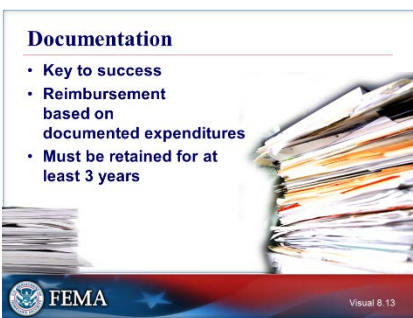 Documentation
• Key to success
• Reimbursement
based on
documented expenditures
• Must be retained for at
least 3 years
FEMA
Visual 8.13